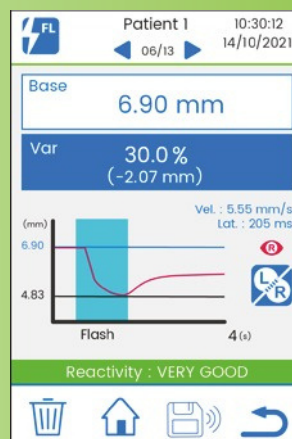 FL
Patient 1
06/13
10:30:12
14/10/2021
Base
6.90 mm
Var
30.0 %
(-2.07 mm)
Vel. : 5.55 mm/s
Lat. : 205 ms
(mm)
6.90
R
4.83
L/R
Flash
4 (s)
Reactivity : VERY GOOD